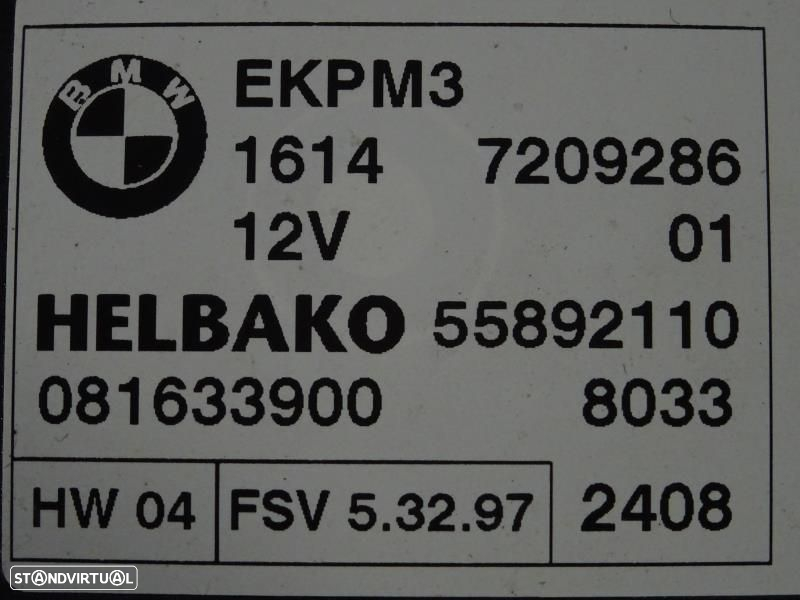 BMW
EKPM3
1614 7209286
12V 01
HELBAKO 55892110
081633900 8033
HW 04 FSV 5.32.97 2408
STANDVIRTUAL